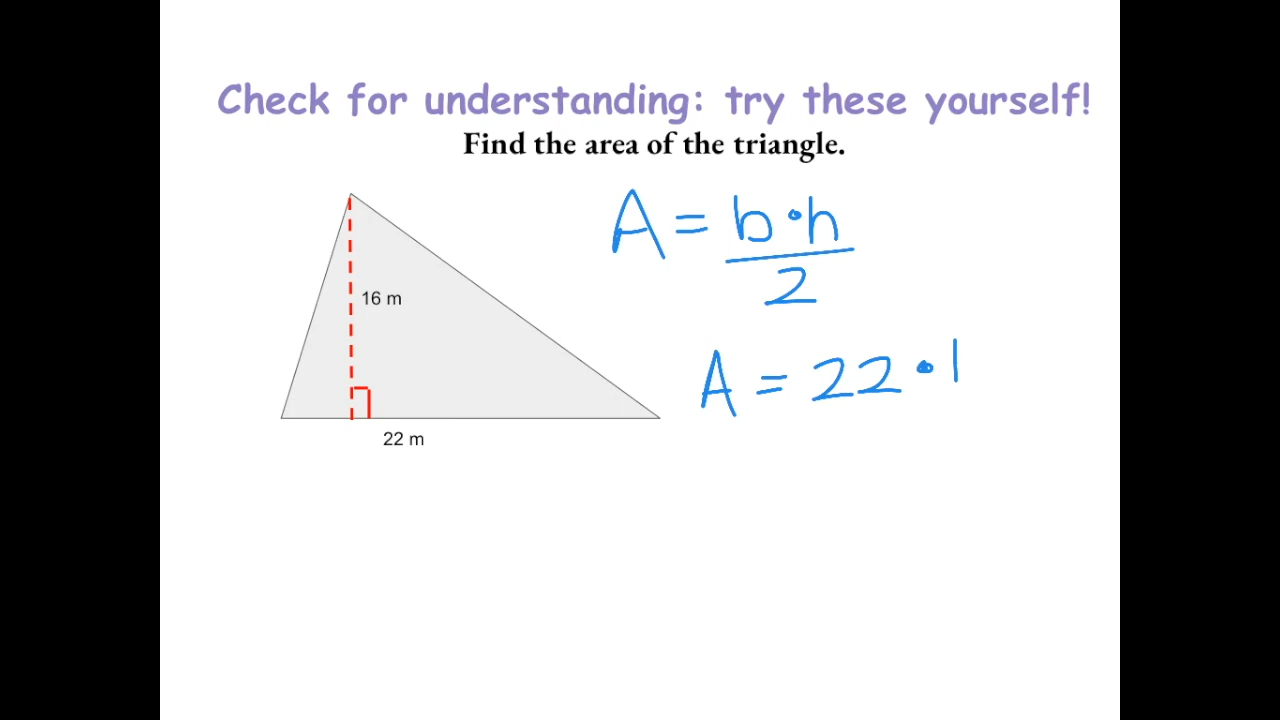 Check for understanding: try these yourself!
Find the area of the triangle.
A = b•h
2
16 m
A = 22 • 1
22 m